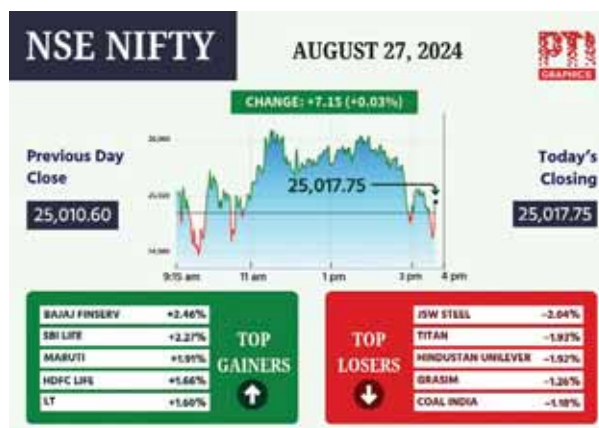 NSE NIFTY
AUGUST 27, 2024
PTI
GRAPHICS
CHANGE: +7.15 (+0.03%)
Previous Day
Close
25,010.60
25,017.75
Today's
Closing
25,017.75
9:15 am 11 am 1 pm 3 pm 4 pm
BAJAJ FINSERV +2.46%
SBI LIFE +2.27%
MARUTI +1.91%
HDFC LIFE +1.66%
LT +1.60%
TOP
GAINERS
TOP
LOSERS
JSW STEEL -2.04%
TITAN -1.93%
HINDUSTAN UNILEVER -1.92%
GRASIM -1.26%
COAL INDIA -1.18%